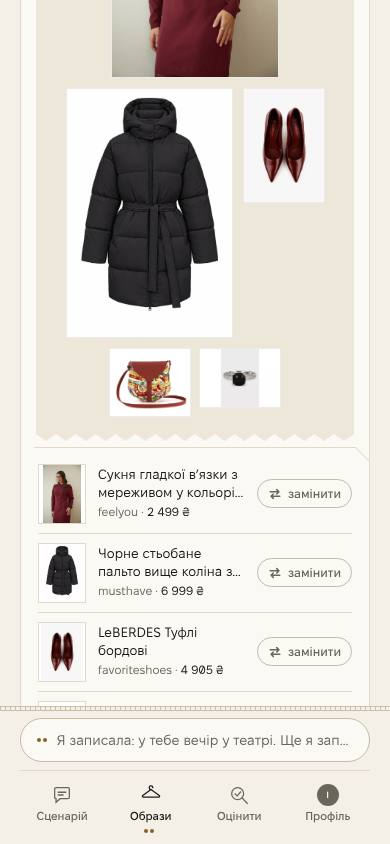 Сукня гладкої в’язки з
мереживом у кольорі...
feelyou · 2 499 ₴
замінити
Чорне стьобане
пальто вище коліна з...
musthave · 6 999 ₴
замінити
LeBERDES Туфлі
бордові
favoriteshoes · 4 905 ₴
замінити
Я записала: у тебе вечір у театрі. Ще я зап...
Сценарій
Образи
Оцінити
І
Профіль